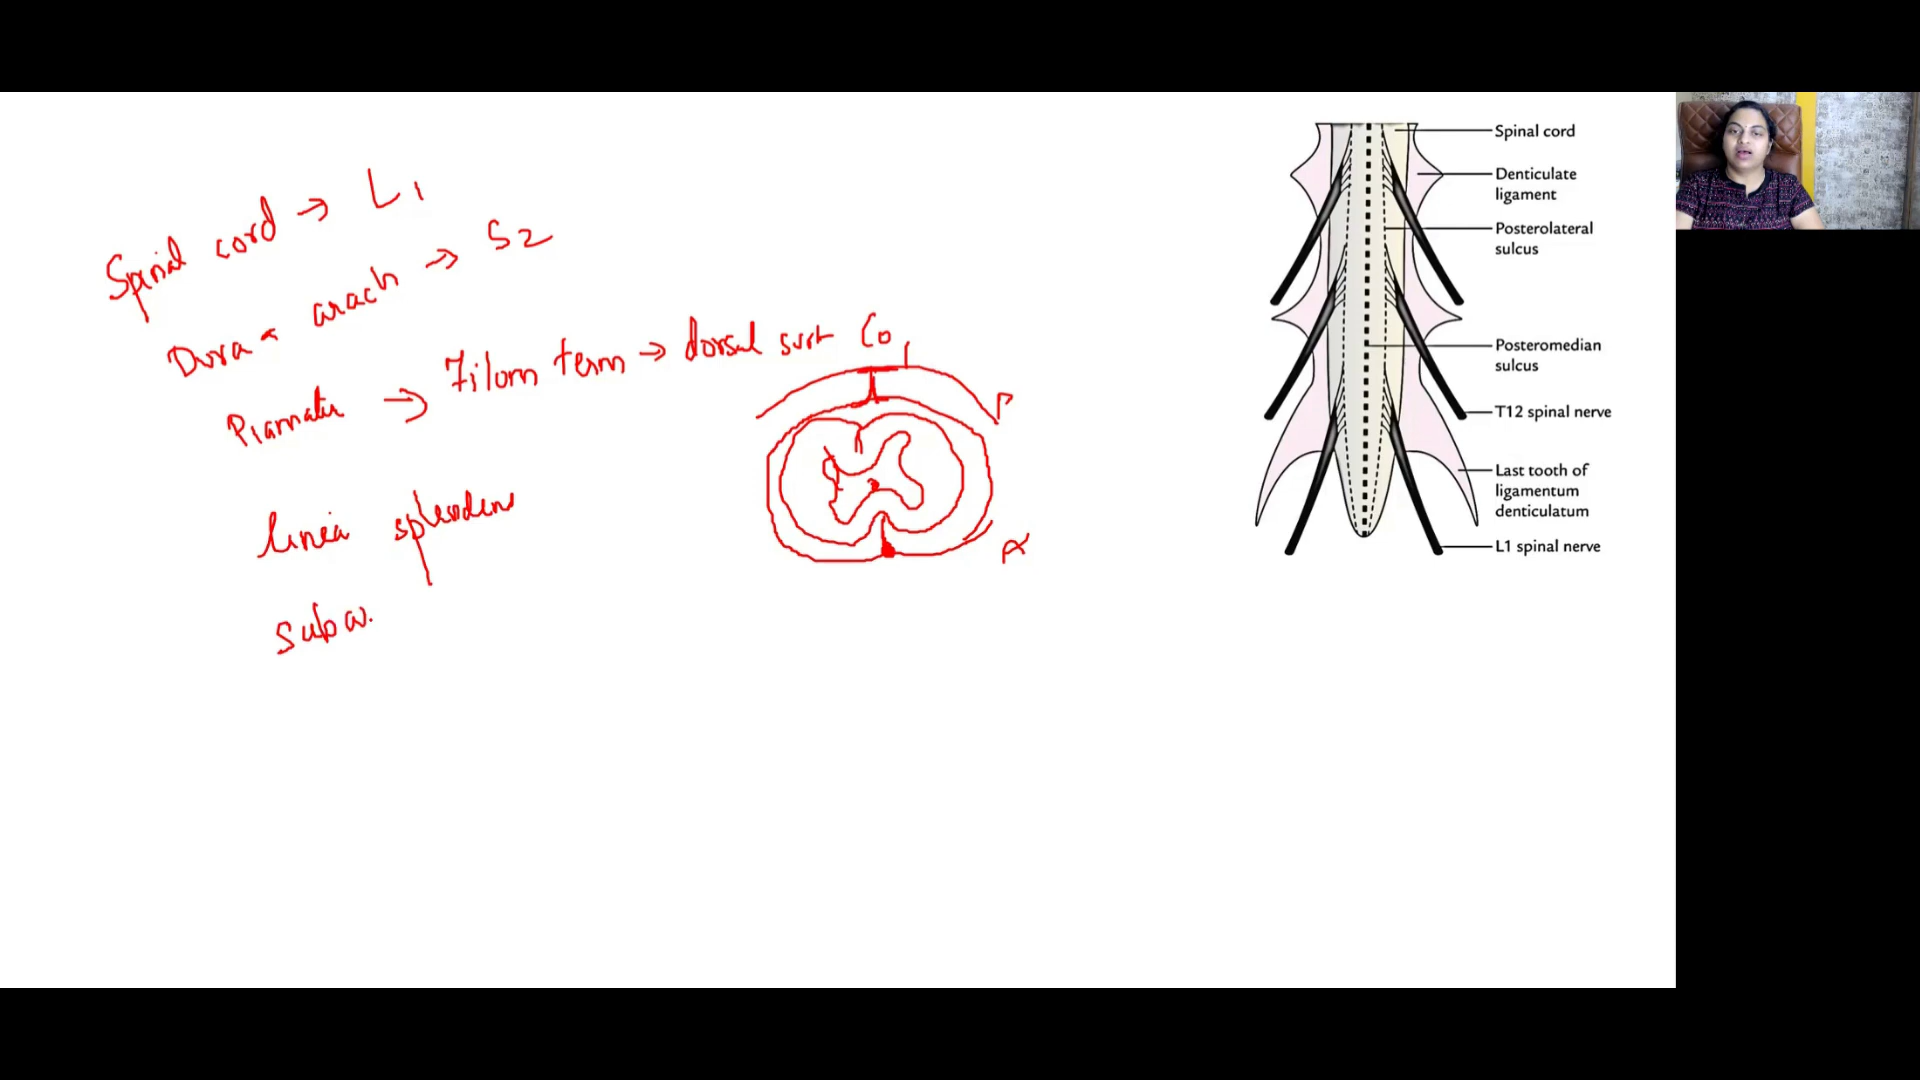 Spinal cord → L1
Dura & arach → S2
Piamater → Filum term → dorsal surf Co1
linea splendens
P
A
Spinal cord
Denticulate
ligament
Posterolateral
sulcus
Posteromedian
sulcus
T12 spinal nerve
Last tooth of
ligamentum
denticulatum
L1 spinal nerve